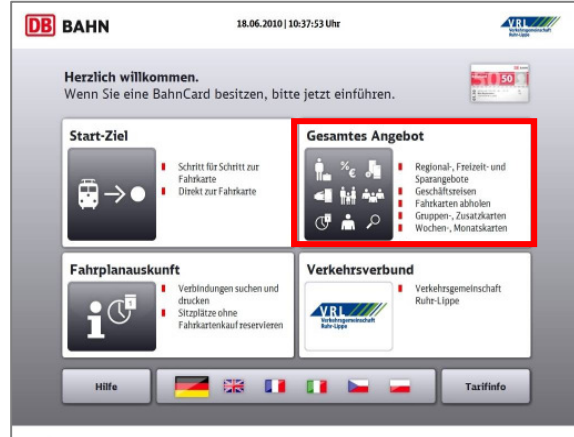 DB BAHN
18.06.2010 | 10:37:53 Uhr
VRL
Verkehrsgemeinschaft
Ruhr-Lippe
Herzlich willkommen.
Wenn Sie eine BahnCard besitzen, bitte jetzt einführen.
50
Start-Ziel
Schritt für Schritt zur
Fahrkarte
Direkt zur Fahrkarte
Gesamtes Angebot
%
€
Regional-, Freizeit- und
Sparangebote
Geschäftsreisen
Fahrkarten abholen
Gruppen-, Zusatzkarten
Wochen-, Monatskarten
Fahrplanauskunft
Verbindungen suchen und
drucken
Sitzplätze ohne
Fahrkartenkauf reservieren
Verkehrsverbund
VRL
Verkehrsgemeinschaft
Ruhr-Lippe
Verkehrsgemeinschaft
Ruhr-Lippe
Hilfe
Tarifinfo